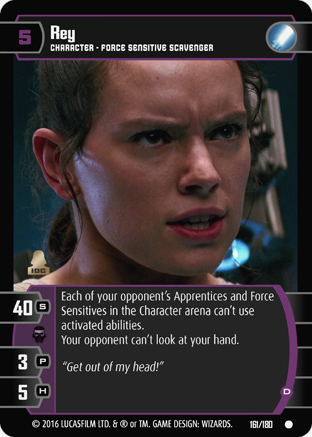 5 Rey
CHARACTER • FORCE SENSITIVE SCAVENGER
IDC
40 S
Each of your opponent's Apprentices and Force
Sensitives in the Character arena can't use
activated abilities.
Your opponent can't look at your hand.
3 P
"Get out of my head!"
5 H
D
© 2016 LUCASFILM LTD. & ® or TM. GAME DESIGN: WIZARDS. 161/180